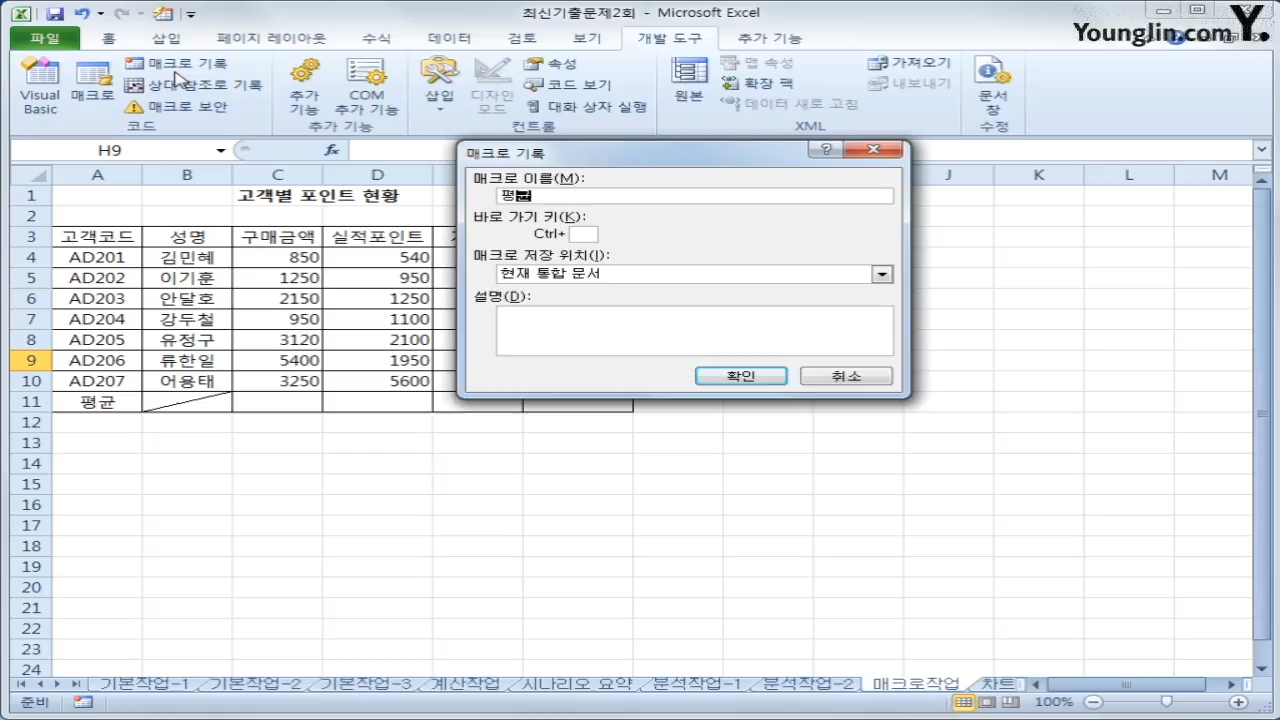 최신기출문제2회 - Microsoft Excel
Younglin.com Y.
파일 홈 삽입 페이지 레이아웃 수식 데이터 검토 보기 개발 도구 추가 기능
Visual Basic
매크로
매크로 기록
상대 참조로 기록
매크로 보안
코드
추가 기능
COM 추가 기능
추가 기능
삽입
디자인 모드
속성
코드 보기
대화 상자 실행
컨트롤
원본
맵 속성
확장 팩
데이터 새로 고침
가져오기
내보내기
XML
문서 창
수정
H9 fx
A B C D J K L M
1 고객별 포인트 현황
2
3 고객코드 성명 구매금액 실적포인트
4 AD201 김민혜 850 540
5 AD202 이기훈 1250 950
6 AD203 안달호 2150 1250
7 AD204 강두철 950 1100
8 AD205 유정구 3120 2100
9 AD206 류한일 5400 1950
10 AD207 어용태 3250 5600
11 평균
12
13
14
15
16
17
18
19
20
21
22
23
24
매크로 기록
매크로 이름(M):
평균
바로 가기 키(K):
Ctrl+
매크로 저장 위치(I):
현재 통합 문서
설명(D):
확인 취소
기본작업-1 기본작업-2 기본작업-3 계산작업 시나리오 요약 분석작업-1 분석작업-2 매크로작업 차트
준비 100%